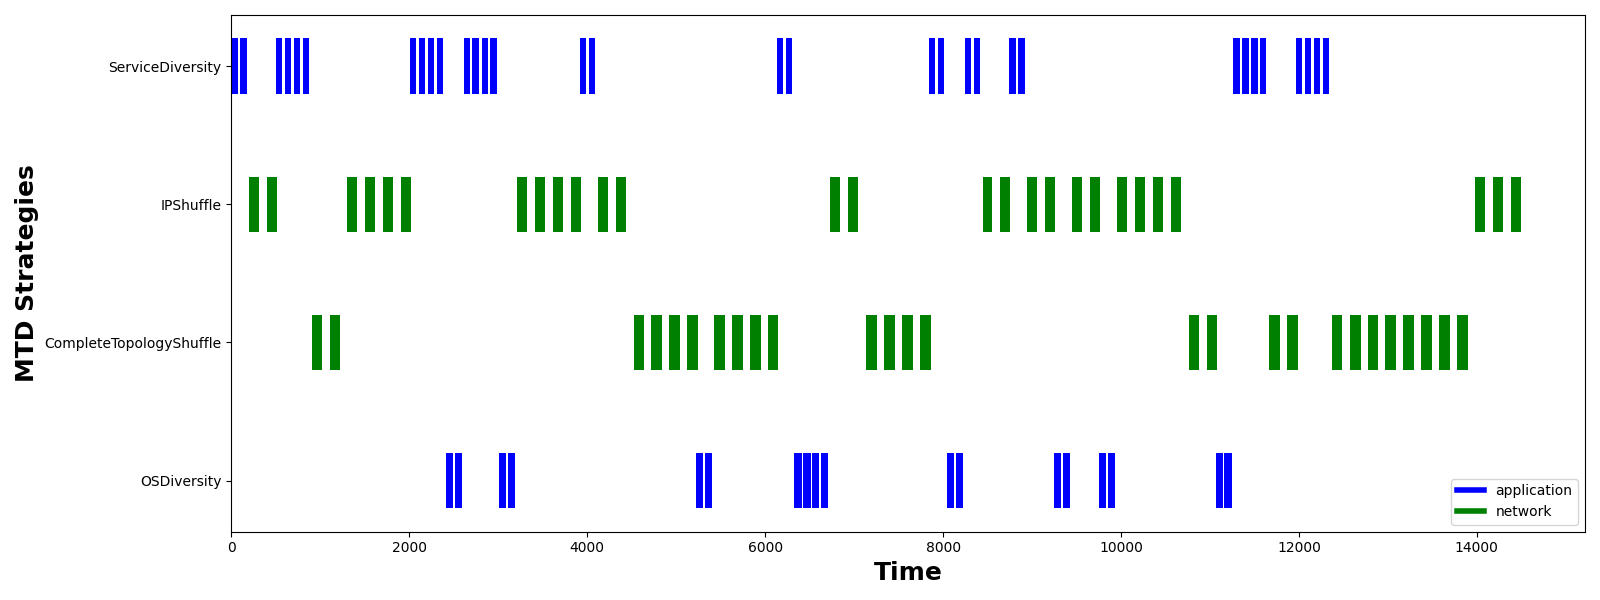 MTD Strategies
ServiceDiversity
IPShuffle
CompleteTopologyShuffle
OSDiversity
application
network
0 2000 4000 6000 8000 10000 12000 14000
Time